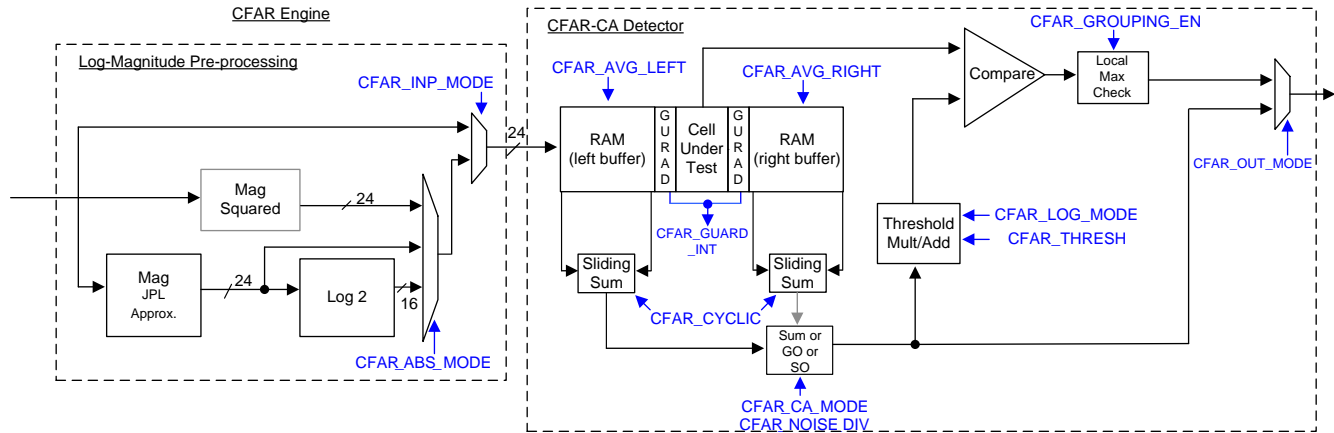 CFAR Engine
Log-Magnitude Pre-processing
CFAR_INP_MODE
24
Mag
Squared
24
Mag
JPL
Approx.
24
Log 2
16
CFAR_ABS_MODE
CFAR-CA Detector
CFAR_AVG_LEFT
CFAR_AVG_RIGHT
CFAR_GROUPING_EN
RAM
(left buffer)
G
U
R
A
D
Cell
Under
Test
G
U
R
A
D
RAM
(right buffer)
Compare
Local
Max
Check
CFAR_OUT_MODE
CFAR_GUARD
_INT
Threshold
Mult/Add
CFAR_LOG_MODE
CFAR_THRESH
Sliding
Sum
Sliding
Sum
CFAR_CYCLIC
Sum or
GO or
SO
CFAR_CA_MODE
CFAR_NOISE DIV